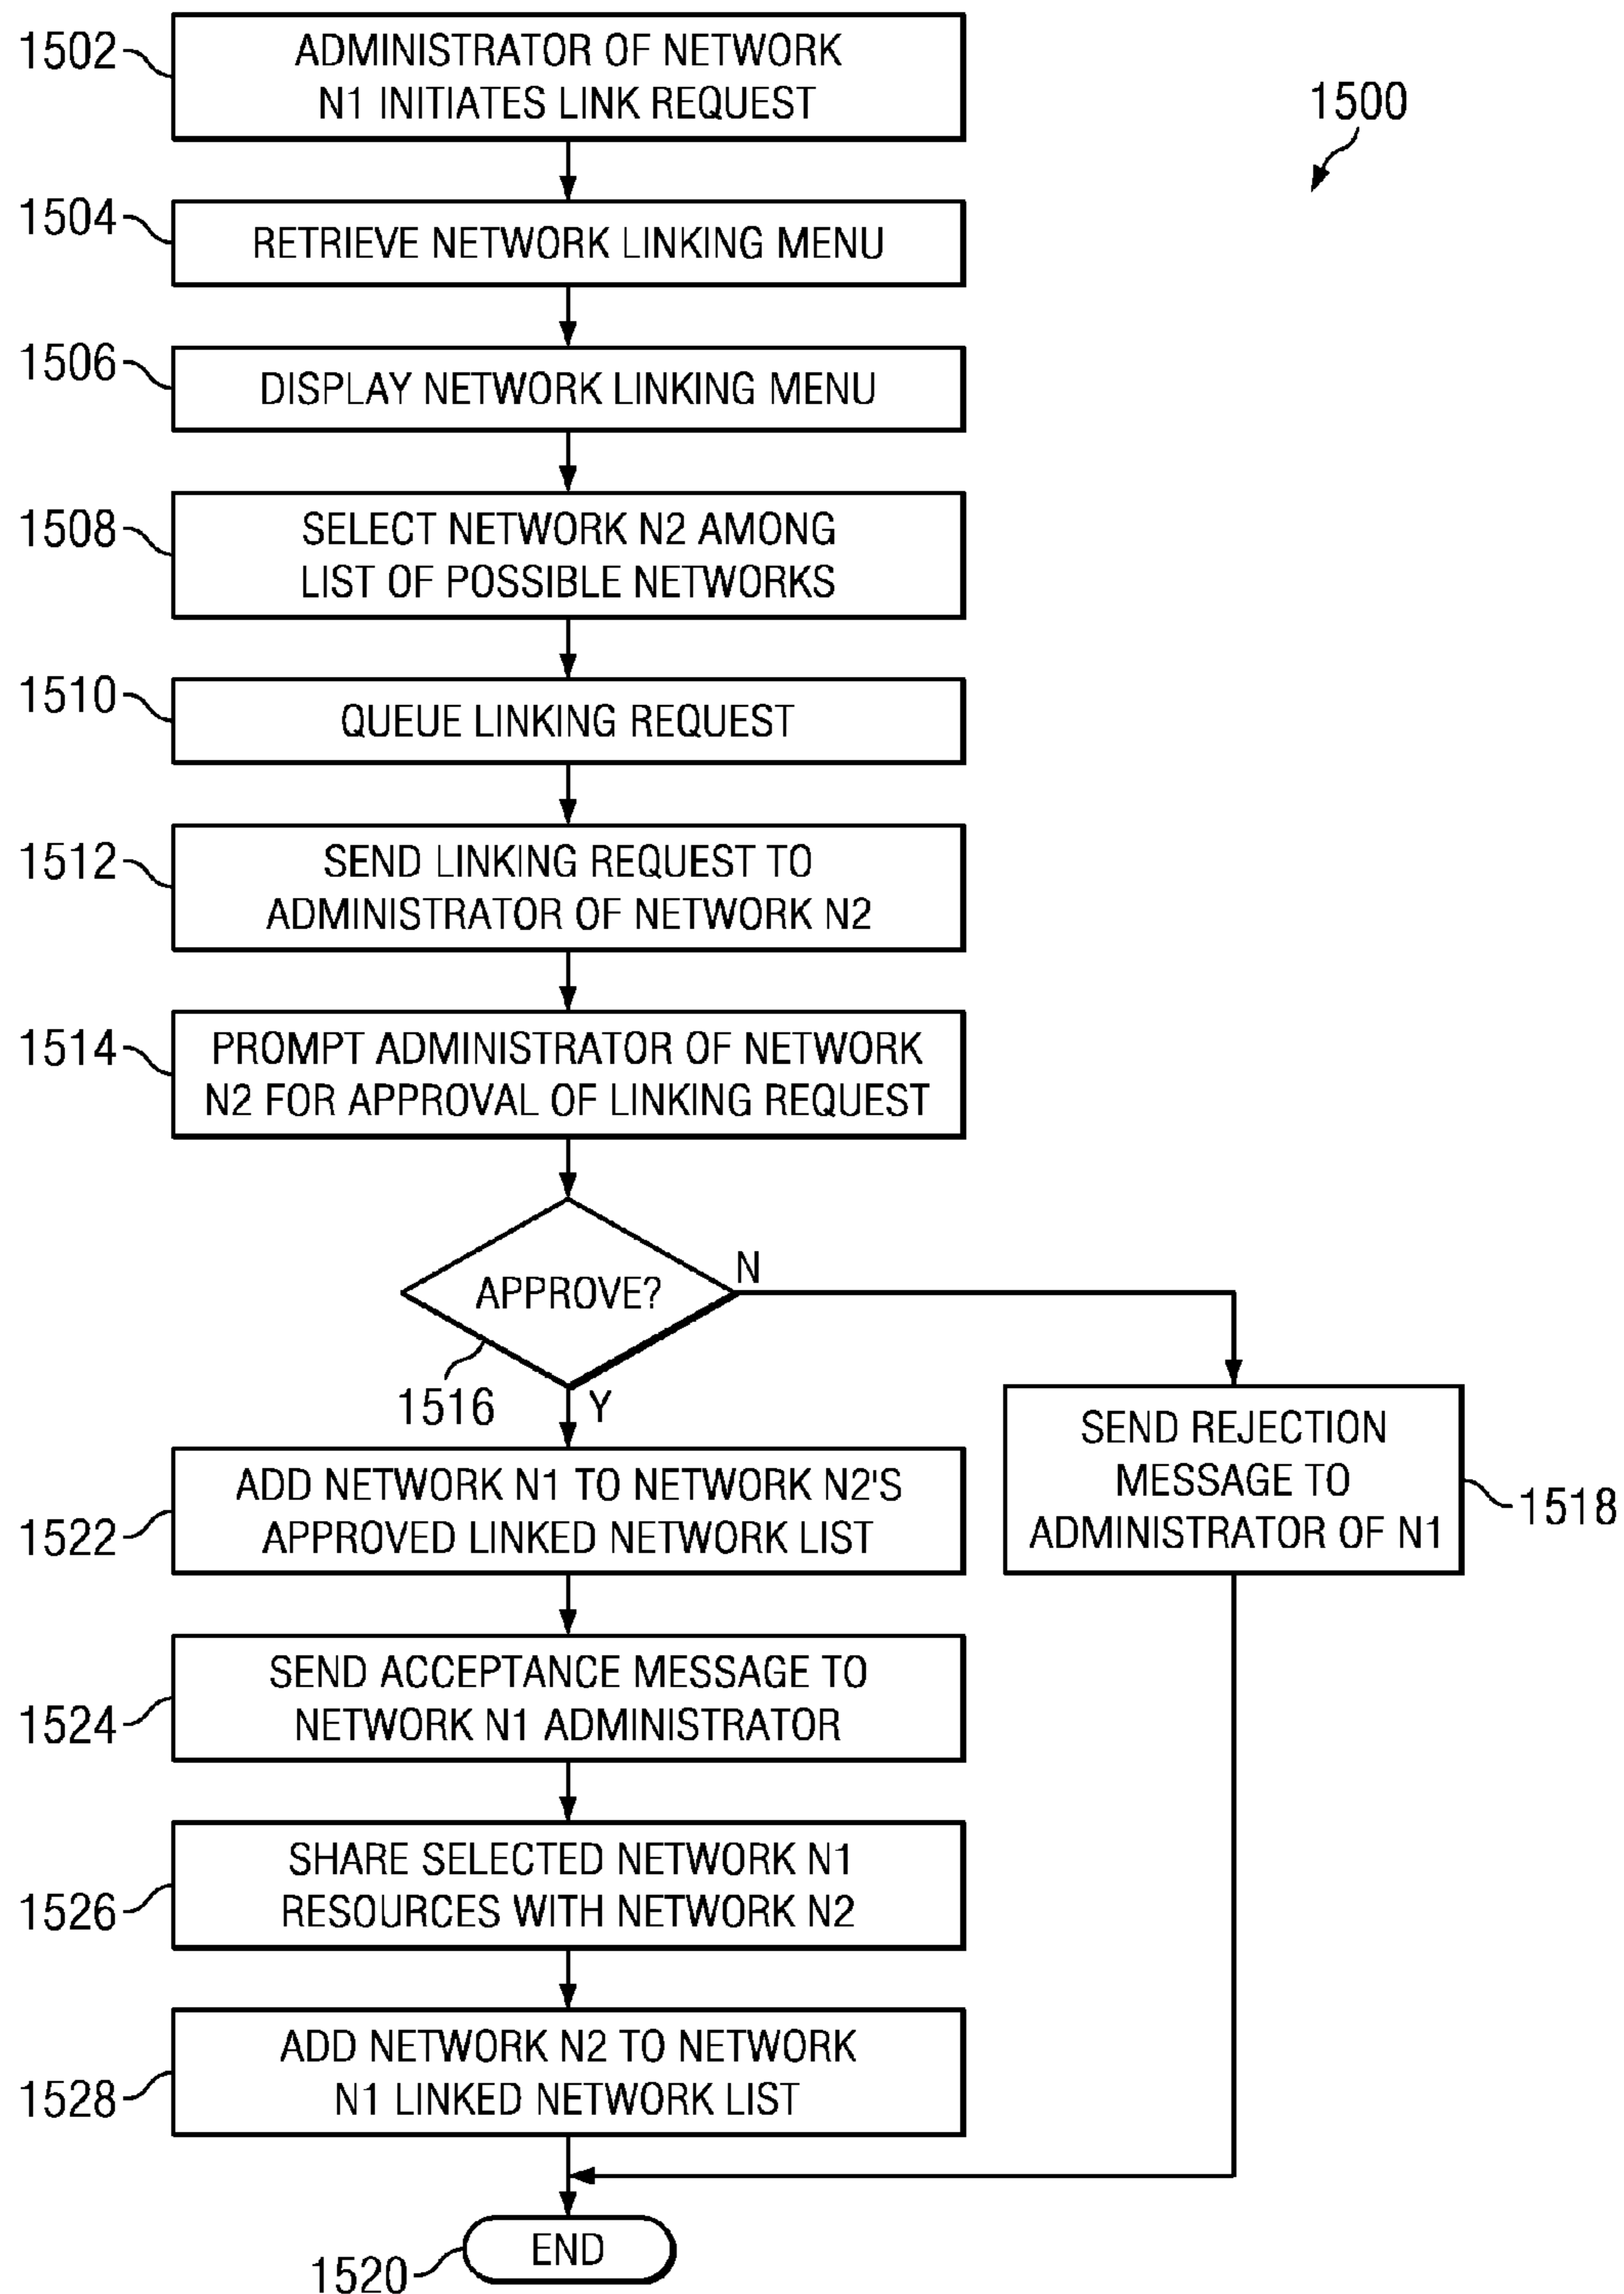 1502
ADMINISTRATOR OF NETWORK
N1 INITIATES LINK REQUEST
1500
1504
RETRIEVE NETWORK LINKING MENU
1506
DISPLAY NETWORK LINKING MENU
1508
SELECT NETWORK N2 AMONG
LIST OF POSSIBLE NETWORKS
1510
QUEUE LINKING REQUEST
1512
SEND LINKING REQUEST TO
ADMINISTRATOR OF NETWORK N2
1514
PROMPT ADMINISTRATOR OF NETWORK
N2 FOR APPROVAL OF LINKING REQUEST
APPROVE?
N
1516
Y
SEND REJECTION
MESSAGE TO
ADMINISTRATOR OF N1
1518
ADD NETWORK N1 TO NETWORK N2'S
APPROVED LINKED NETWORK LIST
1522
SEND ACCEPTANCE MESSAGE TO
NETWORK N1 ADMINISTRATOR
1524
SHARE SELECTED NETWORK N1
RESOURCES WITH NETWORK N2
1526
ADD NETWORK N2 TO NETWORK
N1 LINKED NETWORK LIST
1528
END
1520